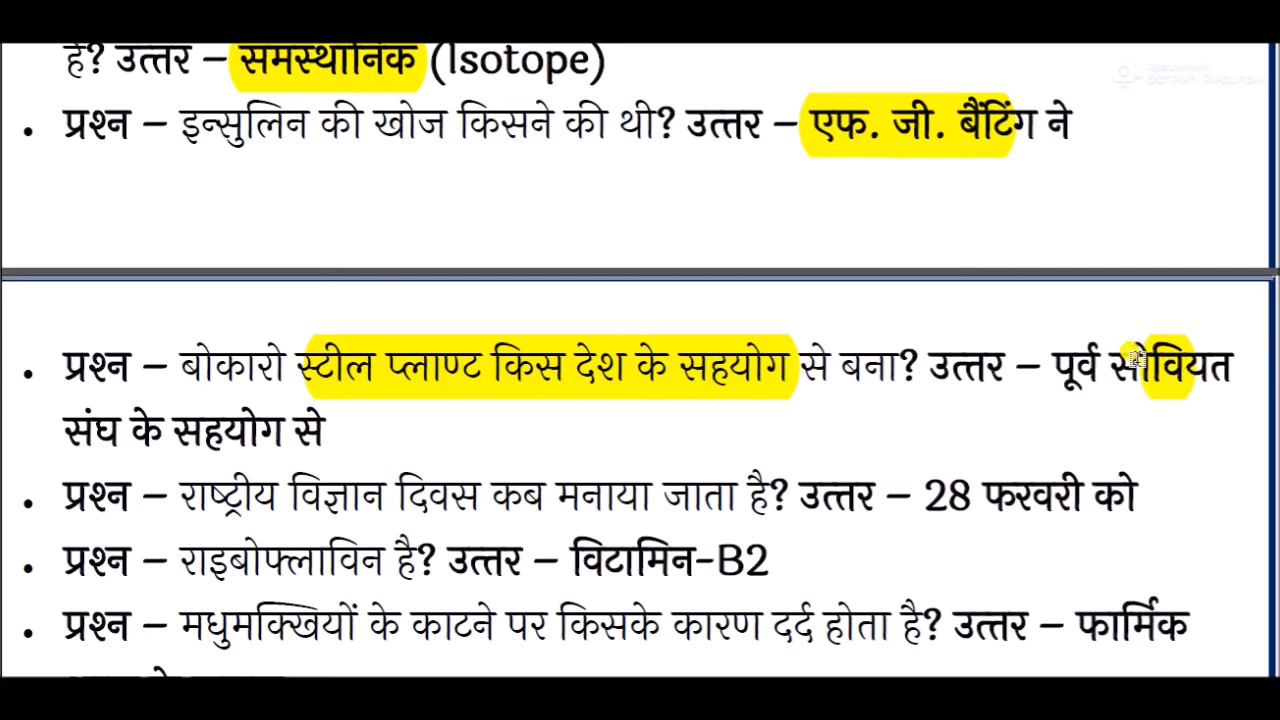 है? उत्तर – समस्थानिक (Isotope)
• प्रश्न – इन्सुलिन की खोज किसने की थी? उत्तर – एफ. जी. बैंटिंग ने
• प्रश्न – बोकारो स्टील प्लाण्ट किस देश के सहयोग से बना? उत्तर – पूर्व सोवियत
संघ के सहयोग से
• प्रश्न – राष्ट्रीय विज्ञान दिवस कब मनाया जाता है? उत्तर – 28 फरवरी को
• प्रश्न – राइबोफ्लाविन है? उत्तर – विटामिन-B2
• प्रश्न – मधुमक्खियों के काटने पर किसके कारण दर्द होता है? उत्तर – फार्मिक